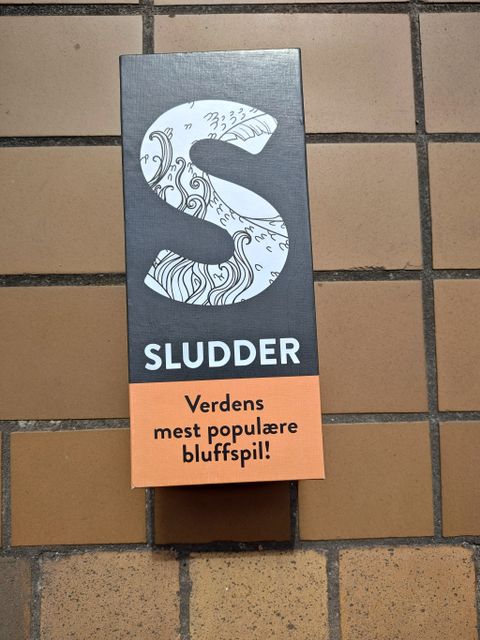 S
SLUDDER
Verdens
mest populære
bluffspil!